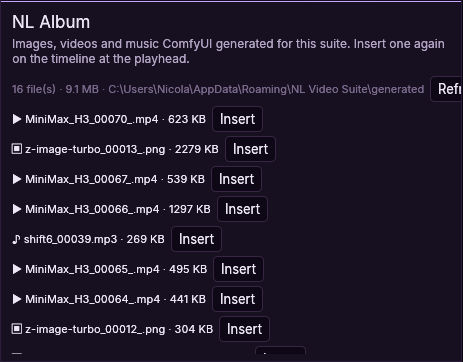 NL Album
Images, videos and music ComfyUI generated for this suite. Insert one again
on the timeline at the playhead.
16 file(s) · 9.1 MB · C:\Users\Nicola\AppData\Roaming\NL Video Suite\generated Refr
MiniMax_H3_00070_.mp4 · 623 KB Insert
z-image-turbo_00013_.png · 2279 KB Insert
MiniMax_H3_00067_.mp4 · 539 KB Insert
MiniMax_H3_00066_.mp4 · 1297 KB Insert
shift6_00039.mp3 · 269 KB Insert
MiniMax_H3_00065_.mp4 · 495 KB Insert
MiniMax_H3_00064_.mp4 · 441 KB Insert
z-image-turbo_00012_.png · 304 KB Insert